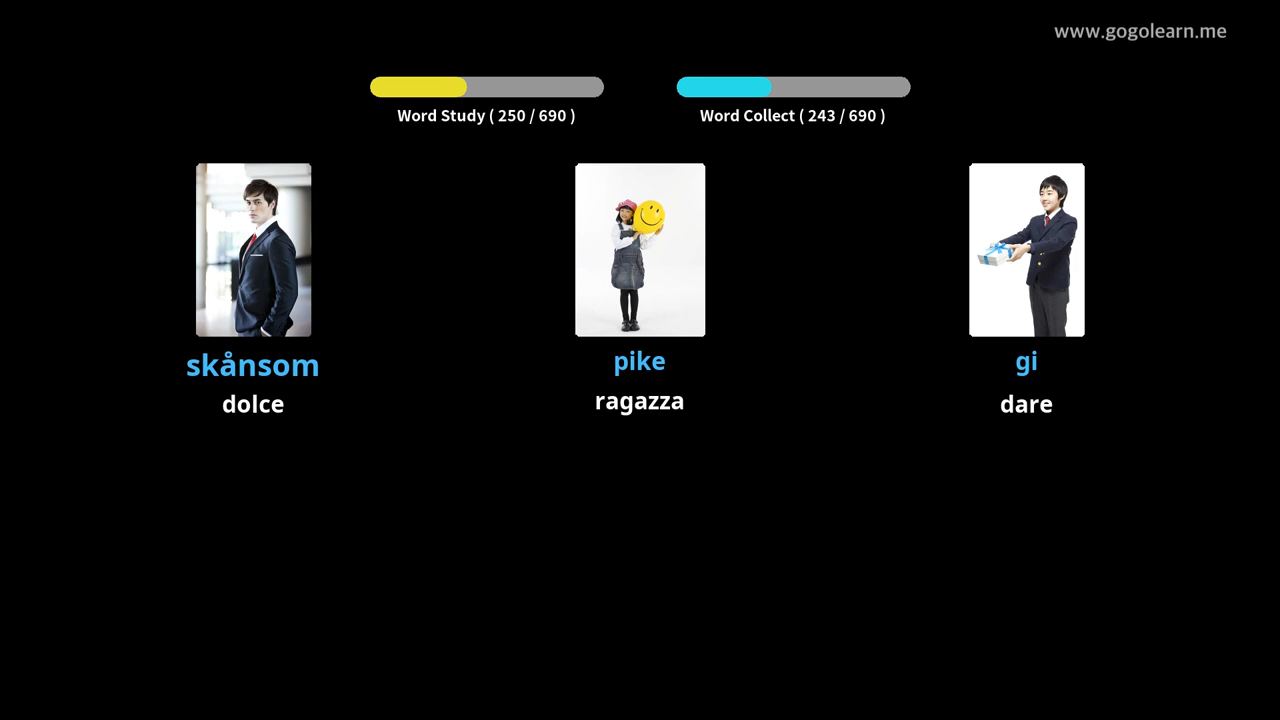 www.gogolearn.me
Word Study ( 250 / 690 )
Word Collect ( 243 / 690 )
skånsom
dolce
pike
ragazza
gi
dare